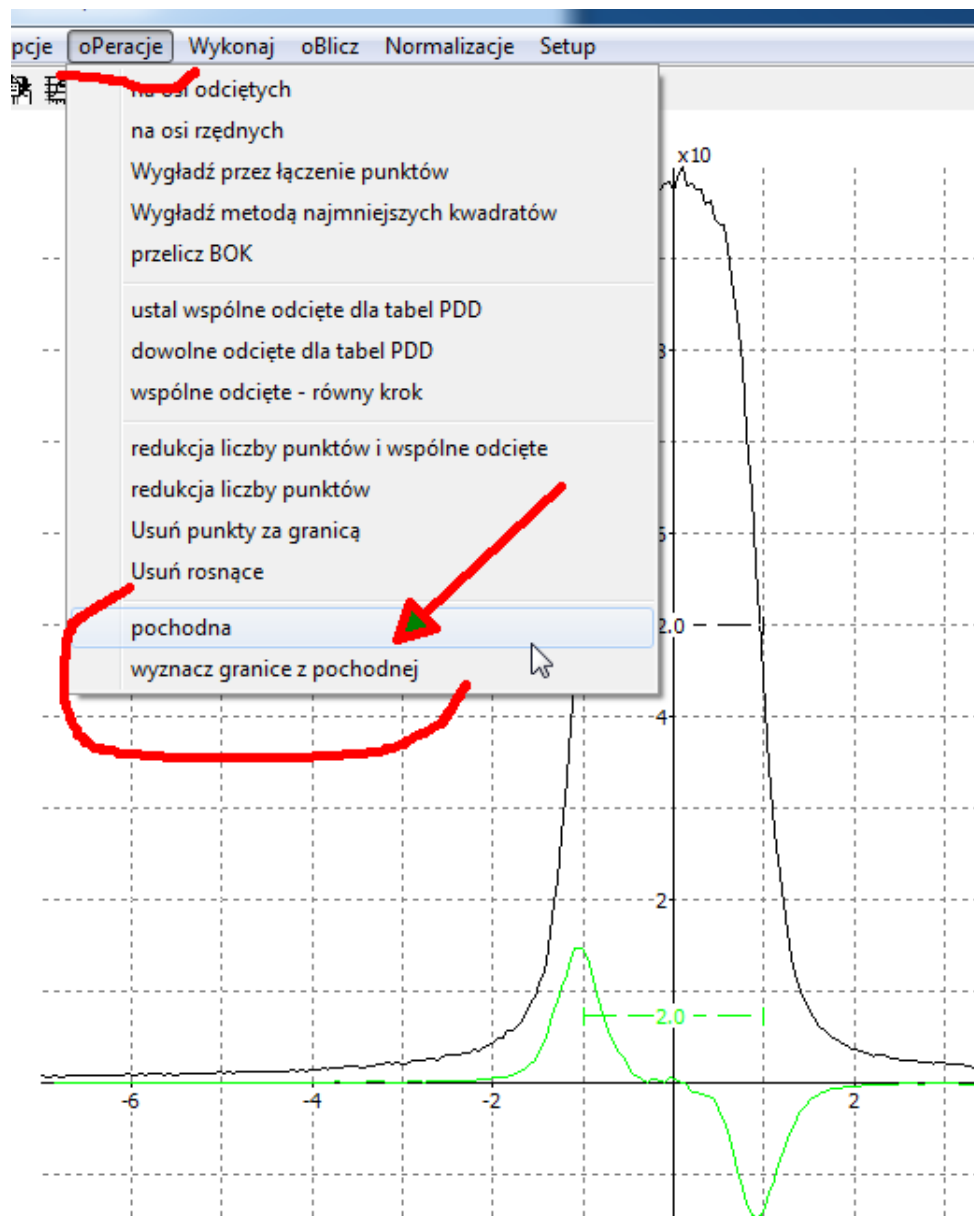 pcje oPeracje Wykonaj oBlicz Normalizacje Setup
na osi odciętych
na osi rzędnych
Wygładź przez łączenie punktów
Wygładź metodą najmniejszych kwadratów
przelicz BOK
ustal wspólne odcięte dla tabel PDD
dowolne odcięte dla tabel PDD
wspólne odcięte - równy krok
redukcja liczby punktów i wspólne odcięte
redukcja liczby punktów
Usuń punkty za granicą
Usuń rosnące
pochodna
wyznacz granice z pochodnej
x10
2.0
4
2
2.0
-6 -4 -2 2